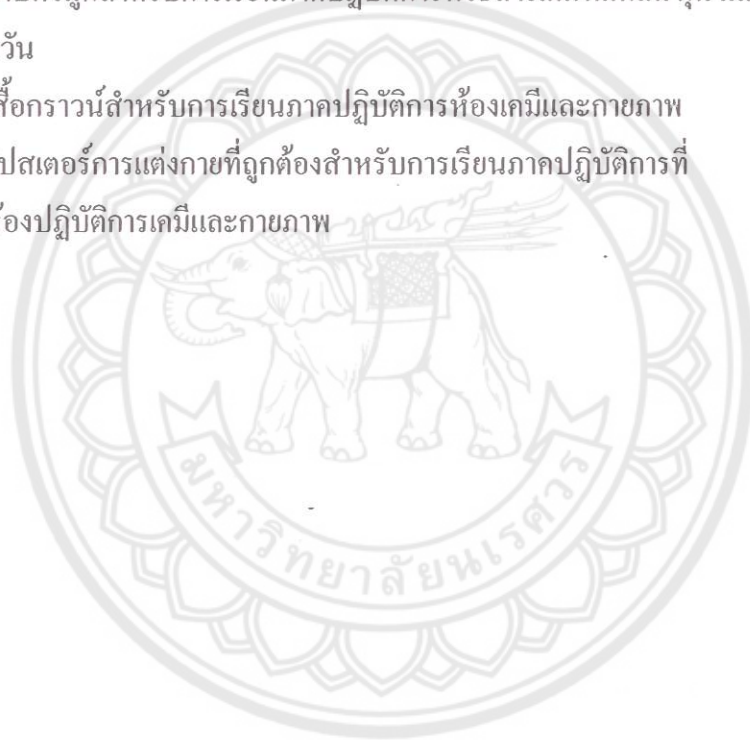 วัน
สื้อกราวน์สำหรับการเรียนภาคปฏิบัติการห้องเคมีและกายภาพ
ปสเตอร์การแต่งกายที่ถูกต้องสำหรับการเรียนภาคปฏิบัติการที่
้องปฏิบัติการเคมีและกายภาพ
มหาวิทยาลัยนเรศวร